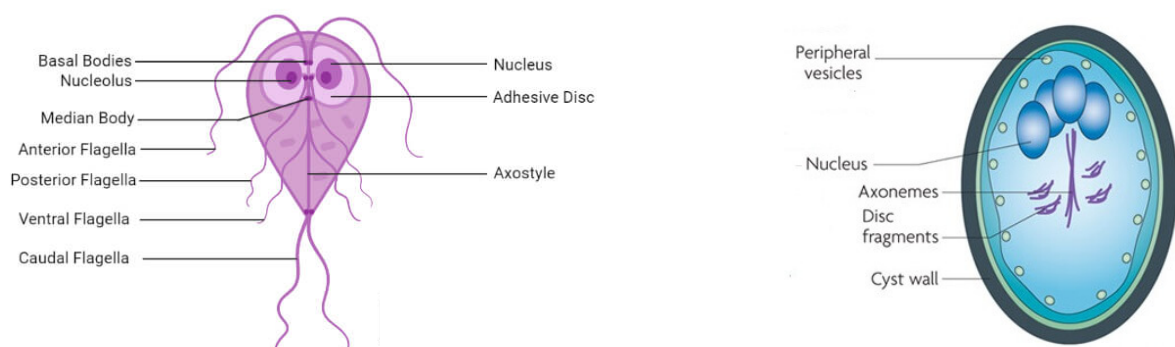 Basal Bodies
Nucleolus
Median Body
Anterior Flagella
Posterior Flagella
Ventral Flagella
Caudal Flagella
Nucleus
Adhesive Disc
Axostyle
Peripheral
vesicles
Nucleus
Axonemes
Disc
fragments
Cyst wall